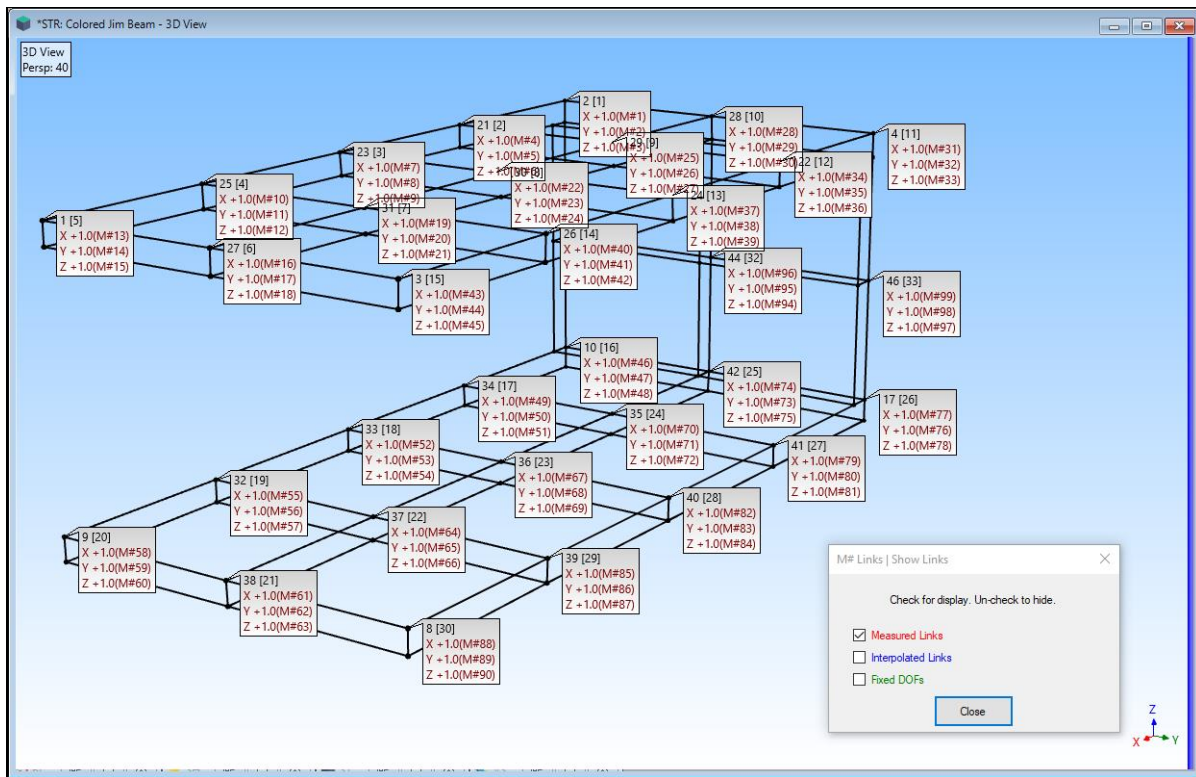 *STR: Colored Jim Beam - 3D View
3D View
Persp: 40
2 [1]
X +1.0(M#1)
Y +1.0(M#2)
21 [2]
X +1.0(M#4)
Y +1.0(M#5)
28 [10]
X +1.0(M#28)
Y +1.0(M#29)
4 [11]
X +1.0(M#31)
Y +1.0(M#32)
Z +1.0(M#33)
23 [3]
X +1.0(M#7)
Y +1.0(M#8)
Z +1.0(M#9)
29 [9]
X +1.0(M#25)
Y +1.0(M#26)
22 [12]
X +1.0(M#34)
Y +1.0(M#35)
Z +1.0(M#36)
25 [4]
X +1.0(M#10)
Y +1.0(M#11)
Z +1.0(M#12)
X +1.0(M#22)
Y +1.0(M#23)
Z +1.0(M#24)
24 [13]
X +1.0(M#37)
Y +1.0(M#38)
Z +1.0(M#39)
1 [5]
X +1.0(M#13)
Y +1.0(M#14)
Z +1.0(M#15)
31 [7]
X +1.0(M#19)
Y +1.0(M#20)
Z +1.0(M#21)
27 [6]
X +1.0(M#16)
Y +1.0(M#17)
Z +1.0(M#18)
26 [14]
X +1.0(M#40)
Y +1.0(M#41)
Z +1.0(M#42)
44 [32]
X +1.0(M#96)
Y +1.0(M#95)
Z +1.0(M#94)
3 [15]
X +1.0(M#43)
Y +1.0(M#44)
Z +1.0(M#45)
46 [33]
X +1.0(M#99)
Y +1.0(M#98)
Z +1.0(M#97)
10 [16]
X +1.0(M#46)
Y +1.0(M#47)
Z +1.0(M#48)
42 [25]
X +1.0(M#74)
Y +1.0(M#73)
Z +1.0(M#75)
34 [17]
X +1.0(M#49)
Y +1.0(M#50)
Z +1.0(M#51)
17 [26]
X +1.0(M#77)
Y +1.0(M#76)
Z +1.0(M#78)
35 [24]
X +1.0(M#70)
Y +1.0(M#71)
Z +1.0(M#72)
33 [18]
X +1.0(M#52)
Y +1.0(M#53)
Z +1.0(M#54)
41 [27]
X +1.0(M#79)
Y +1.0(M#80)
Z +1.0(M#81)
36 [23]
X +1.0(M#67)
Y +1.0(M#68)
Z +1.0(M#69)
32 [19]
X +1.0(M#55)
Y +1.0(M#56)
Z +1.0(M#57)
40 [28]
X +1.0(M#82)
Y +1.0(M#83)
Z +1.0(M#84)
37 [22]
X +1.0(M#64)
Y +1.0(M#65)
Z +1.0(M#66)
9 [20]
X +1.0(M#58)
Y +1.0(M#59)
Z +1.0(M#60)
39 [29]
X +1.0(M#85)
Y +1.0(M#86)
Z +1.0(M#87)
38 [21]
X +1.0(M#61)
Y +1.0(M#62)
Z +1.0(M#63)
8 [30]
X +1.0(M#88)
Y +1.0(M#89)
Z +1.0(M#90)
M# Links | Show Links
Check for display. Un-check to hide.
Measured Links
Interpolated Links
Fixed DOFs
Close
Z
X
Y